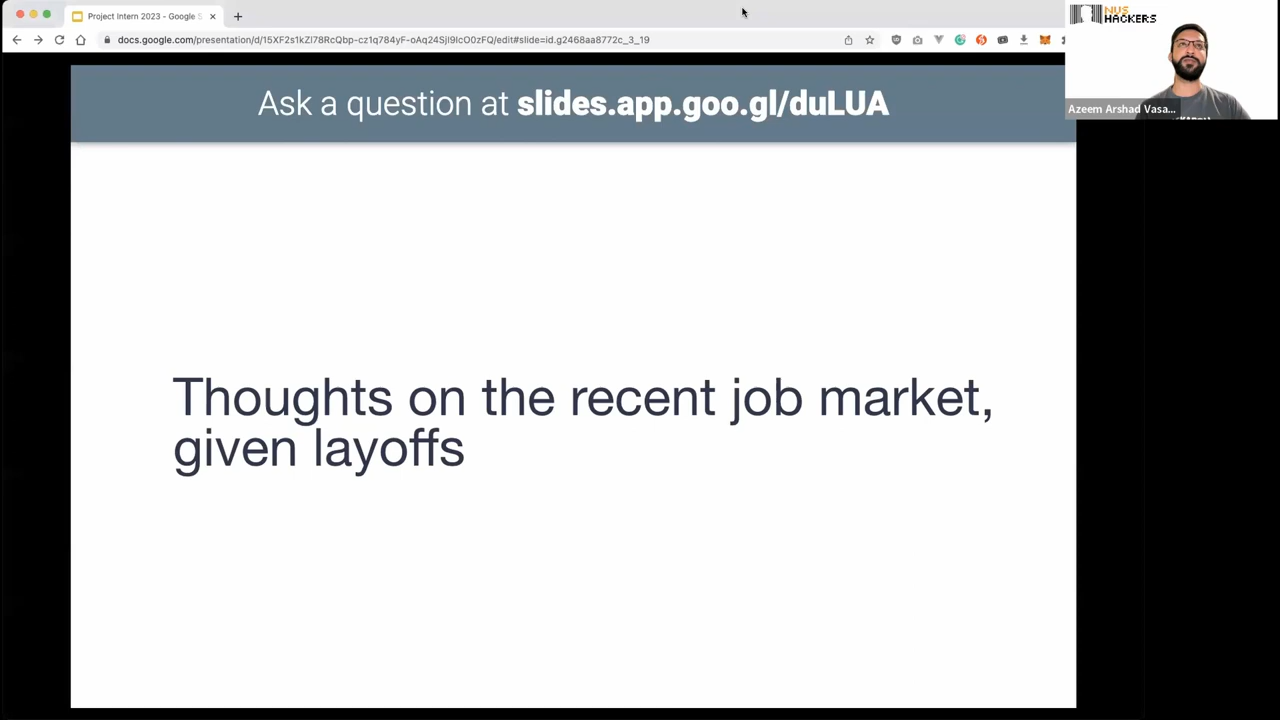 Project Intern 2023 - Google S
docs.google.com/presentation/d/15XF2s1kZl78RcQbp-cz1q784yF-oAq24SjI9IcO0zFQ/edit#slide=id.g2468aa8772c_3_19
NUS
HACKERS
Azeem Arshad Vasa...
Ask a question at slides.app.goo.gl/duLUA
Thoughts on the recent job market,
given layoffs